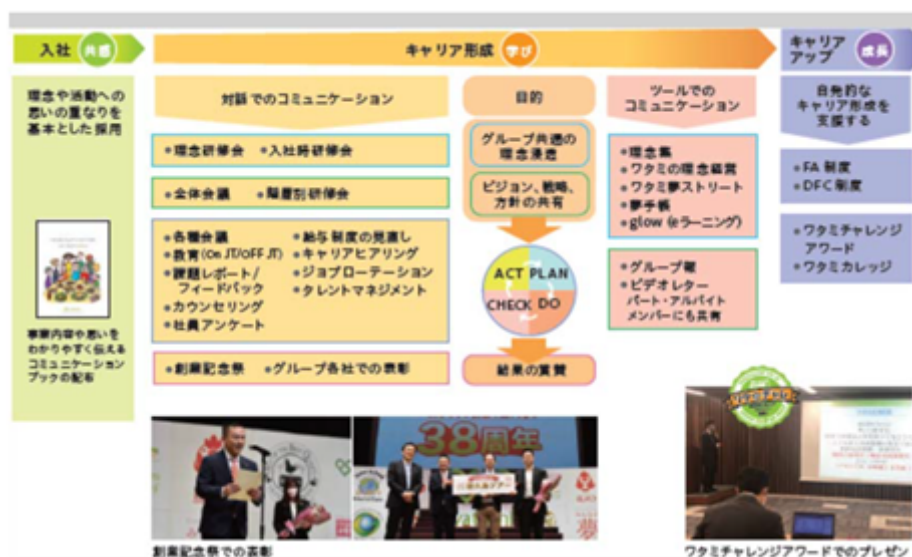 入社 共感
キャリア形成 学び
キャリア
アップ 成長
理念や活動への
思いの重なりを
基本とした採用
事業内容や思いを
わかりやすく伝える
コミュニケーション
ブックの配布
対話でのコミュニケーション
●理念研修会 ●入社時研修会
●全体会議 ●階層別研修会
●各種会議
●教育(On JT/OFF JT)
●課題レポート/
フィードバック
●カウンセリング
●社員アンケート
●給与制度の見直し
●キャリアヒアリング
●ジョブローテーション
●タレントマネジメント
●創業記念祭 ●グループ各社での表彰
目的
グループ共通の
理念浸透
ビジョン、戦略、
方針の共有
ACT PLAN
CHECK DO
結果の賞賛
ツールでの
コミュニケーション
●理念集
●ワタミの理念経営
●ワタミ夢ストリート
●夢手帳
●glow (eラーニング)
●グループ報
●ビデオレター
パート・アルバイト
メンバーにも共有
自発的な
キャリア形成を
支援する
●FA 制度
●DFC 制度
●ワタミチャレンジ
アワード
●ワタミカレッジ
38周年
夢
創業記念祭での表彰
ワタミチャレンジアワードでのプレゼン